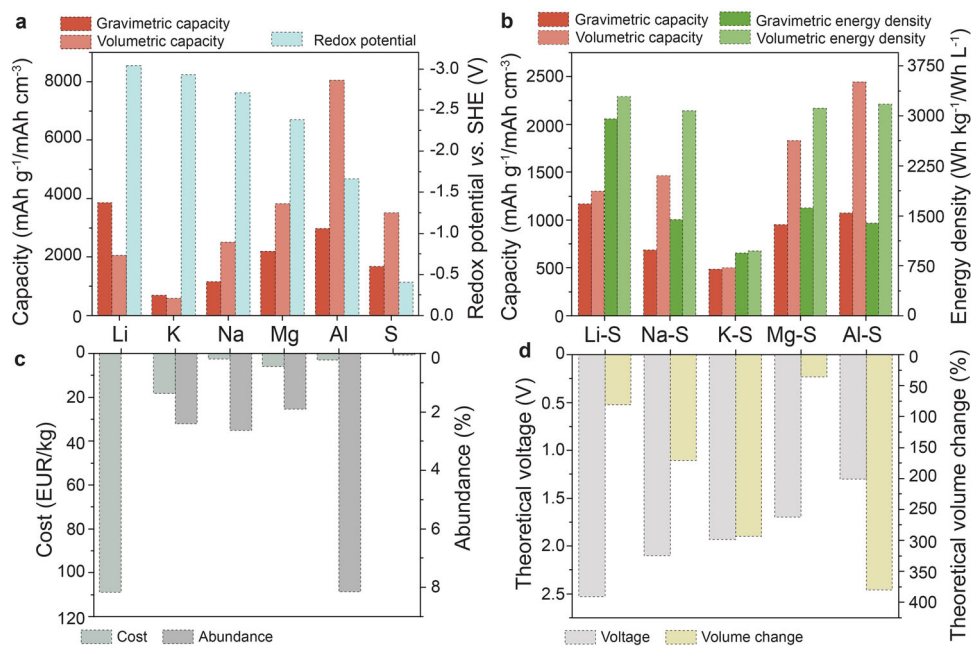 a
Gravimetric capacity
Volumetric capacity
Redox potential
Capacity (mAh g⁻¹/mAh cm⁻³)
8000
6000
4000
2000
0
-3.0
-2.5
-2.0
-1.5
-1.0
-0.5
0.0
Redox potential vs. SHE (V)
Li K Na Mg Al S
b
Gravimetric capacity
Volumetric capacity
Gravimetric energy density
Volumetric energy density
Capacity (mAh g⁻¹/mAh cm⁻³)
2500
2000
1500
1000
500
0
3750
3000
2250
1500
750
0
Energy density (Wh kg⁻¹/Wh L⁻¹)
Li-S Na-S K-S Mg-S Al-S
c
Cost (EUR/kg)
0
20
40
60
80
100
120
0
2
4
6
8
Abundance (%)
Cost
Abundance
d
Theoretical voltage (V)
0
0.5
1.0
1.5
2.0
2.5
0
50
100
150
200
250
300
350
400
Theoretical volume change (%)
Voltage
Volume change